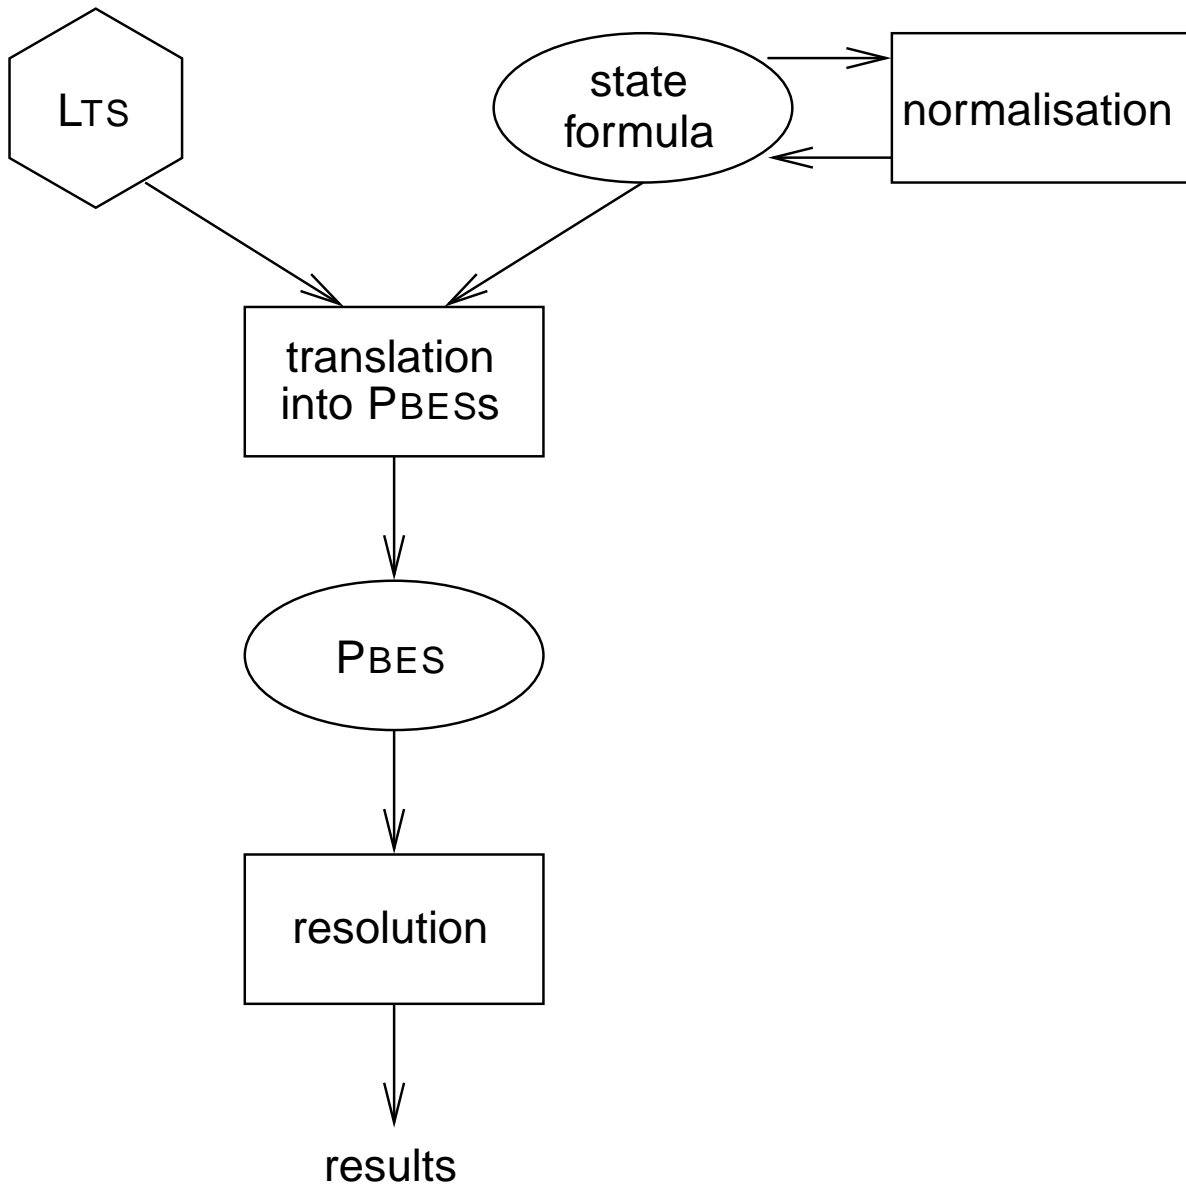 LTS
state
formula
normalisation
translation
into PBESs
PBES
resolution
results